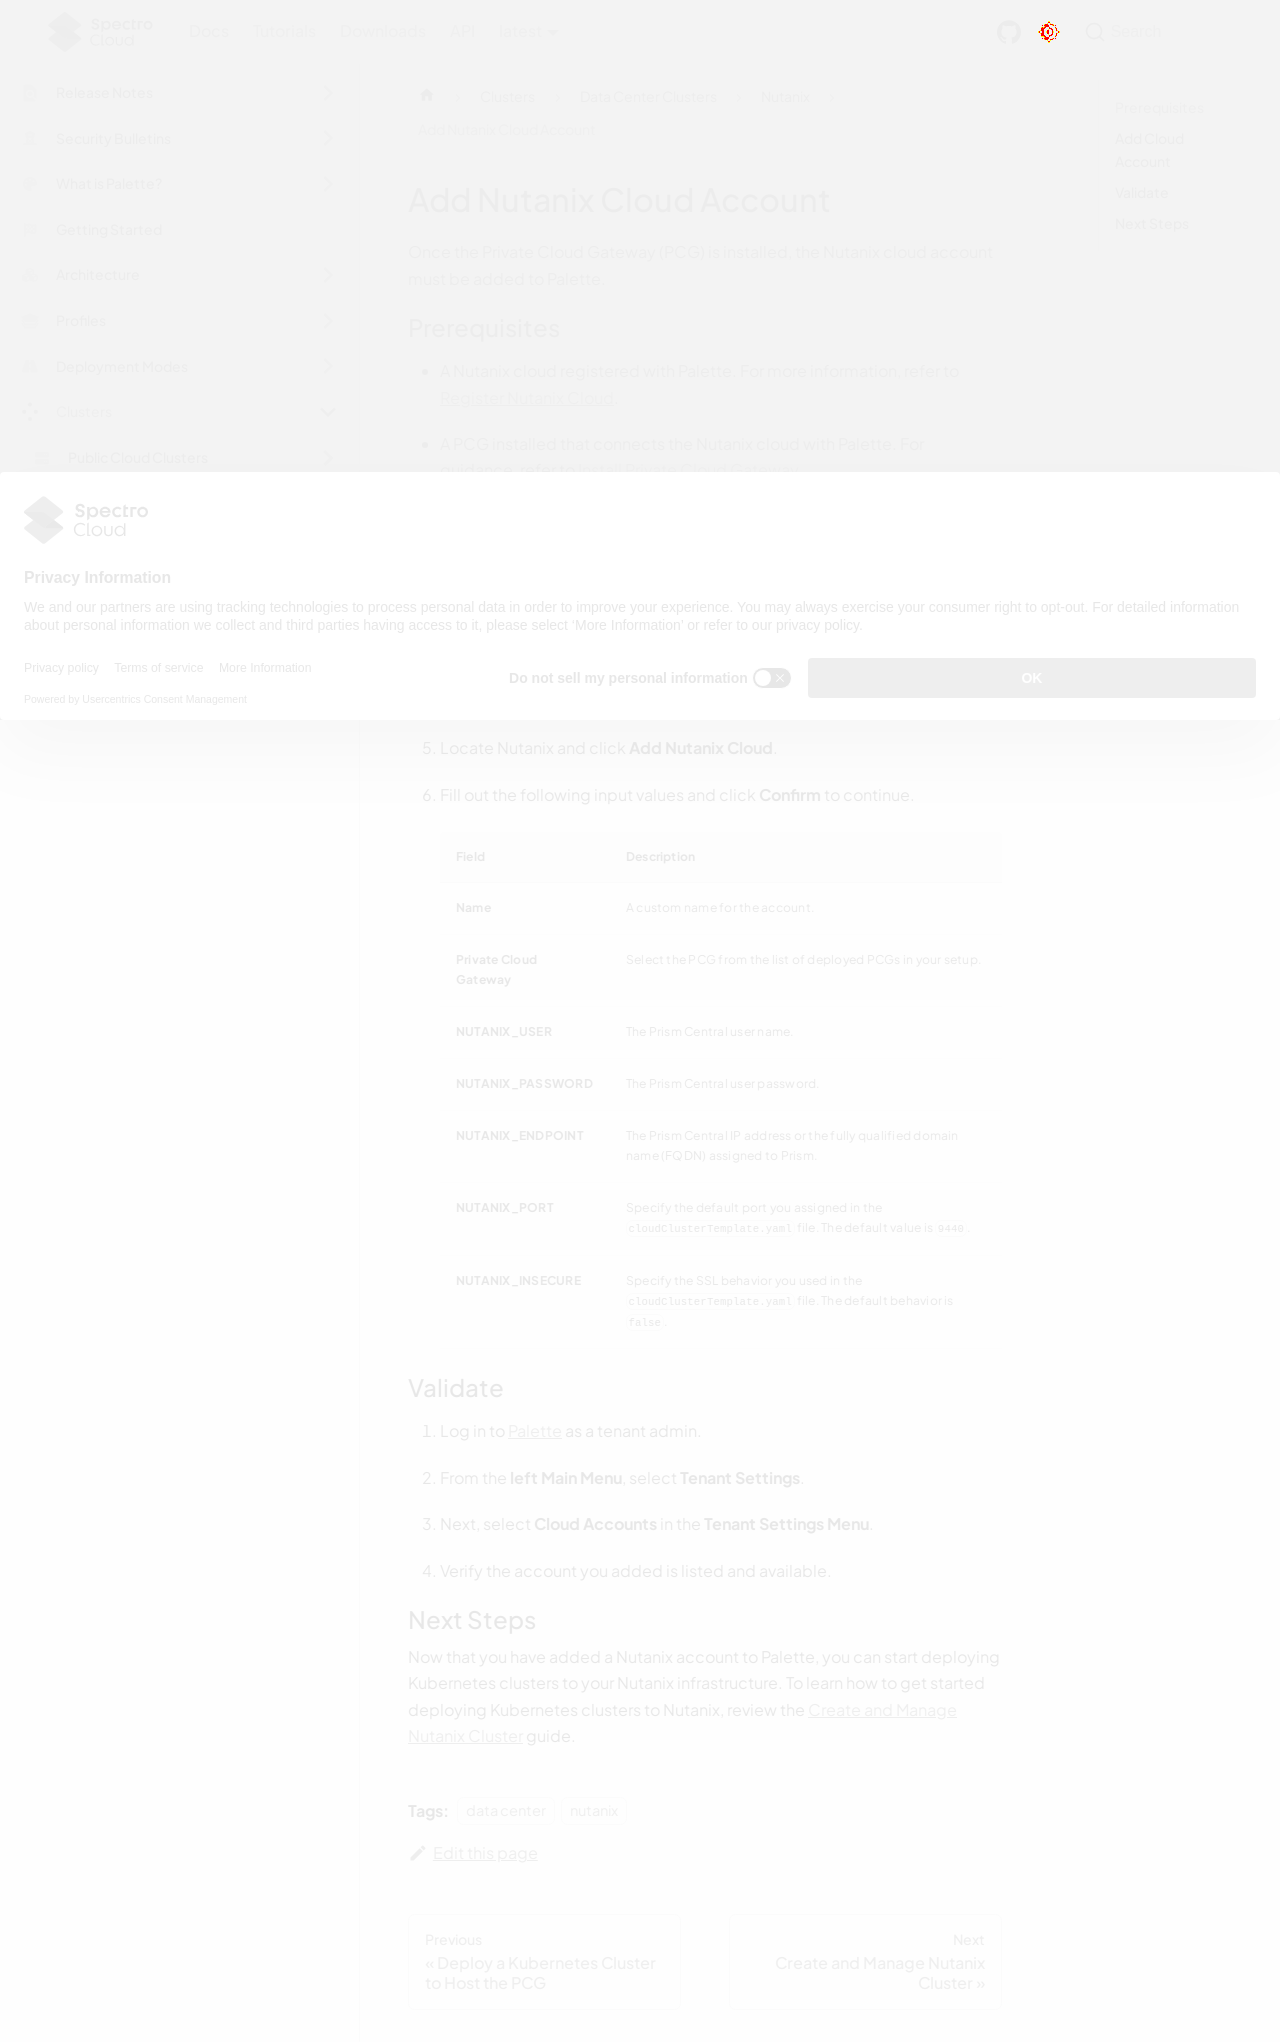 Spectro Cloud
Docs Tutorials Downloads API latest
Search
Release Notes
Security Bulletins
What is Palette?
Getting Started
Architecture
Profiles
Deployment Modes
Clusters
Public Cloud Clusters
Clusters
Data Center Clusters
Nutanix
Add Nutanix Cloud Account
Prerequisites
Add Cloud
Account
Validate
Next Steps
Add Nutanix Cloud Account
Once the Private Cloud Gateway (PCG) is installed, the Nutanix cloud account
must be added to Palette.
Prerequisites
A Nutanix cloud registered with Palette. For more information, refer to
Register Nutanix Cloud.
A PCG installed that connects the Nutanix cloud with Palette. For
Spectro
Cloud
Privacy Information
We and our partners are using tracking technologies to process personal data in order to improve your experience. You may always exercise your consumer right to opt-out. For detailed information
about personal information we collect and third parties having access to it, please select 'More Information' or refer to our privacy policy.
Privacy policy Terms of service More Information
Powered by Usercentrics Consent Management
Do not sell my personal information
OK
5. Locate Nutanix and click Add Nutanix Cloud.
6. Fill out the following input values and click Confirm to continue.
Field Description
Name A custom name for the account.
Private Cloud Select the PCG from the list of deployed PCGs in your setup.
Gateway
NUTANIX_USER The Prism Central user name.
NUTANIX_PASSWORD The Prism Central user password.
NUTANIX_ENDPOINT The Prism Central IP address or the fully qualified domain
name (FQDN) assigned to Prism.
NUTANIX_PORT Specify the default port you assigned in the
cloudClusterTemplate.yaml file. The default value is 9440.
NUTANIX_INSECURE Specify the SSL behavior you used in the
cloudClusterTemplate.yaml file. The default behavior is
false.
Validate
1. Log in to Palette as a tenant admin.
2. From the left Main Menu, select Tenant Settings.
3. Next, select Cloud Accounts in the Tenant Settings Menu.
4. Verify the account you added is listed and available.
Next Steps
Now that you have added a Nutanix account to Palette, you can start deploying
Kubernetes clusters to your Nutanix infrastructure. To learn how to get started
deploying Kubernetes clusters to Nutanix, review the Create and Manage
Nutanix Cluster guide.
Tags: data center nutanix
Edit this page
Previous
« Deploy a Kubernetes Cluster
to Host the PCG
Next
Create and Manage Nutanix
Cluster »